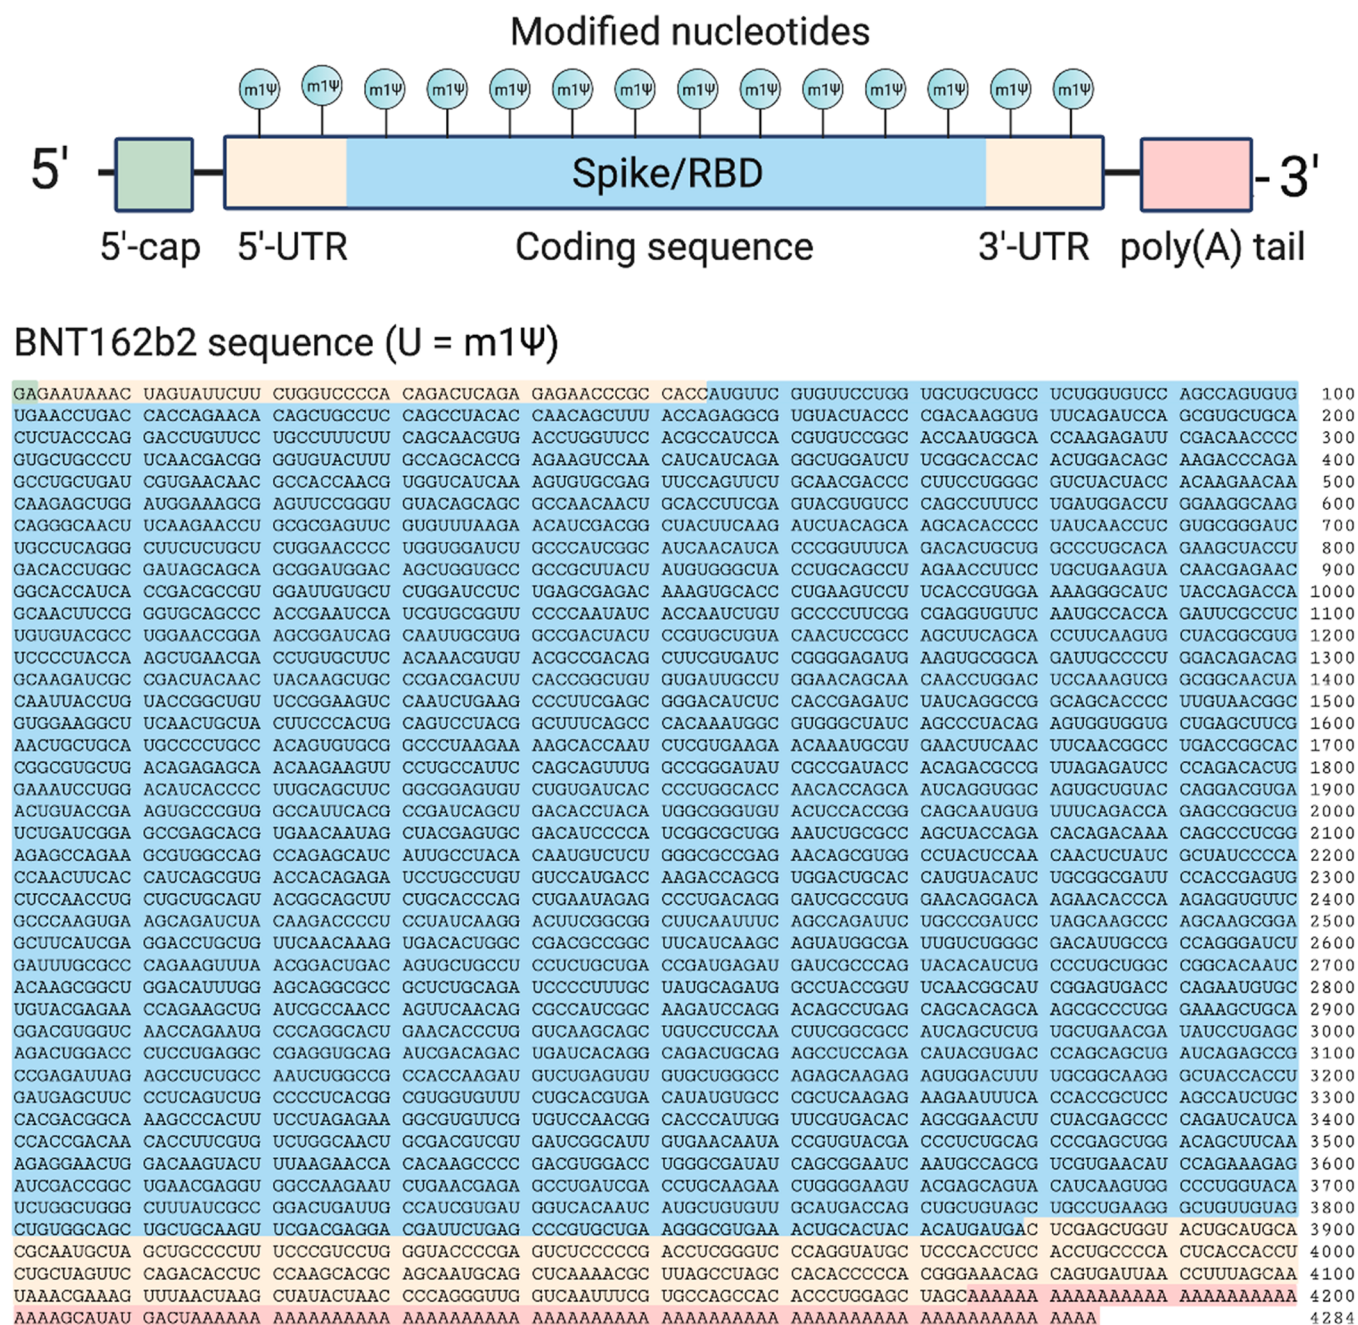 Modified nucleotides
m1Ψ m1Ψ m1Ψ m1Ψ m1Ψ m1Ψ m1Ψ m1Ψ m1Ψ m1Ψ m1Ψ m1Ψ m1Ψ m1Ψ
5' Spike/RBD - 3'
5'-cap 5'-UTR Coding sequence 3'-UTR poly(A) tail
BNT162b2 sequence (U = m1Ψ)
GAGAAUAAAC UAGUAUUCUU CUGGUCCCCA CAGACUCAGA GAGAACCCGC CACCAUGUUC GUGUUCCUGG UGCUGCUGCC UCUGGUGUCC AGCCAGUGUG 100
UGAACCUGAC CACCAGAACA CAGCUGCCUC CAGCCUACAC CAACAGCUUU ACCAGAGGCG UGUACUACCC CGACAAGGUG UUCAGAUCCA GCGUGCUGCA 200
CUCUACCCAG GACCUGUUCC UGCCUUUCUU CAGCAACGUG ACCUGGUUCC ACGCCAUCCA CGUGUCCGGC ACCAAUGGCA CCAAGAGAUU CGACAACCCC 300
GUGCUGCCCU UCAACGACGG GGUGUACUUU GCCAGCACCG AGAAGUCCAA CAUCAUCAGA GGCUGGAUCU UCGGCACCAC ACUGGACAGC AAGACCCAGA 400
GCCUGCUGAU CGUGAACAAC GCCACCAACG UGGUCAUCAA AGUGUGCGAG UUCCAGUUCU GCAACGACCC CUUCCUGGGC GUCUACUACC ACAAGAACAA 500
CAAGAGCUGG AUGGAAAGCG AGUUCCGGGU GUACAGCAGC GCCAACAACU GCACCUUCGA GUACGUGUCC CAGCCUUUCC UGAUGGACCU GGAAGGCAAG 600
CAGGGCAACU UCAAGAACCU GCGCGAGUUC GUGUUUAAGA ACAUCGACGG CUACUUCAAG AUCUACAGCA AGCACACCCC UAUCAACCUC GUGCGGGAUC 700
UGCCUCAGGG CUUCUCUGCU CUGGAACCCC UGGUGGAUCU GCCCAUCGGC AUCAACAUCA CCCGGUUUCA GACACUGCUG GCCCUGCACA GAAGCUACCU 800
GACACCUGGC GAUAGCAGCA GCGGAUGGAC AGCUGGUGCC GCCGCUUACU AUGUGGGCUA CCUGCAGCCU AGAACCUUCC UGCUGAAGUA CAACGAGAAC 900
GGCACCAUCA CCGACGCCGU GGAUUGUGCU CUGGAUCCUC UGAGCGAGAC AAAGUGCACC CUGAAGUCCU UCACCGUGGA AAAGGGCAUC UACCAGACCA 1000
GCAACUUCCG GGUGCAGCCC ACCGAAUCCA UCGUGCGGUU CCCCAAUAUC ACCAAUCUGU GCCCCUUCGG CGAGGUGUUC AAUGCCACCA GAUUCGCCUC 1100
UGUGUACGCC UGGAACCGGA AGCGGAUCAG CAAUUGCGUG GCCGACUACU CCGUGCUGUA CAACUCCGCC AGCUUCAGCA CCUUCAAGUG CUACGGCGUG 1200
UCCCCUACCA AGCUGAACGA CCUGUGCUUC ACAAACGUGU ACGCCGACAG CUUCGUGAUC CGGGGAGAUG AAGUGCGGCA GAUUGCCCCU GGACAGACAG 1300
GCAAGAUCGC CGACUACAAC UACAAGCUGC CCGACGACUU CACCGGCUGU GUGAUUGCCU GGAACAGCAA CAACCUGGAC UCCAAAGUCG GCGGCAACUA 1400
CAAUUACCUG UACCGGCUGU UCCGGAAGUC CAAUCUGAAG CCCUUCGAGC GGGACAUCUC CACCGAGAUC UAUCAGGCCG GCAGCACCCC UUGUAACGGC 1500
GUGGAAGGCU UCAACUGCUA CUUCCCACUG CAGUCCUACG GCUUUCAGCC CACAAAUGGC GUGGGCUAUC AGCCCUACAG AGUGGUGGUG CUGAGCUUCG 1600
AACUGCUGCA UGCCCCUGCC ACAGUGUGCG GCCCUAAGAA AAGCACCAAU CUCGUGAAGA ACAAAUGCGU GAACUUCAAC UUCAACGGCC UGACCGGCAC 1700
CGGCGUGCUG ACAGAGAGCA ACAAGAAGUU CCUGCCAUUC CAGCAGUUUG GCCGGGAUAU CGCCGAUACC ACAGACGCCG UUAGAGAUCC CCAGACACUG 1800
GAAAUCCUGG ACAUCACCCC UUGCAGCUUC GGCGGAGUGU CUGUGAUCAC CCCUGGCACC AACACCAGCA AUCAGGUGGC AGUGCUGUAC CAGGACGUGA 1900
ACUGUACCGA AGUGCCCGUG GCCAUUCACG CCGAUCAGCU GACACCUACA UGGCGGGUGU ACUCCACCGG CAGCAAUGUG UUUCAGACCA GAGCCGGCUG 2000
UCUGAUCGGA GCCGAGCACG UGAACAAUAG CUACGAGUGC GACAUCCCCA UCGGCGCUGG AAUCUGCGCC AGCUACCAGA CACAGACAAA CAGCCCUCGG 2100
AGAGCCAGAA GCGUGGCCAG CCAGAGCAUC AUUGCCUACA CAAUGUCUCU GGGCGCCGAG AACAGCGUGG CCUACUCCAA CAACUCUAUC GCUAUCCCCA 2200
CCAACUUCAC CAUCAGCGUG ACCACAGAGA UCCUGCCUGU GUCCAUGACC AAGACCAGCG UGGACUGCAC CAUGUACAUC UGCGGCGAUU CCACCGAGUG 2300
CUCCAACCUG CUGCUGCAGU ACGGCAGCUU CUGCACCCAG CUGAAUAGAG CCCUGACAGG GAUCGCCGUG GAACAGGACA AGAACACCCA AGAGGUGUUC 2400
GCCCAAGUGA AGCAGAUCUA CAAGACCCCU CCUAUCAAGG ACUUCGGCGG CUUCAAUUUC AGCCAGAUUC UGCCCGAUCC UAGCAAGCCC AGCAAGCGGA 2500
GCUUCAUCGA GGACCUGCUG UUCAACAAAG UGACACUGGC CGACGCCGGC UUCAUCAAGC AGUAUGGCGA UUGUCUGGGC GACAUUGCCG CCAGGGAUCU 2600
GAUUUGCGCC CAGAAGUUUA ACGGACUGAC AGUGCUGCCU CCUCUGCUGA CCGAUGAGAU GAUCGCCCAG UACACAUCUG CCCUGCUGGC CGGCACAAUC 2700
ACAAGCGGCU GGACAUUUGG AGCAGGCGCC GCUCUGCAGA UCCCCUUUGC UAUGCAGAUG GCCUACCGGU UCAACGGCAU CGGAGUGACC CAGAAUGUGC 2800
UGUACGAGAA CCAGAAGCUG AUCGCCAACC AGUUCAACAG CGCCAUCGGC AAGAUCCAGG ACAGCCUGAG CAGCACAGCA AGCGCCCUGG GAAAGCUGCA 2900
GGACGUGGUC AACCAGAAUG CCCAGGCACU GAACACCCUG GUCAAGCAGC UGUCCUCCAA CUUCGGCGCC AUCAGCUCUG UGCUGAACGA UAUCCUGAGC 3000
AGACUGGACC CUCCUGAGGC CGAGGUGCAG AUCGACAGAC UGAUCACAGG CAGACUGCAG AGCCUCCAGA CAUACGUGAC CCAGCAGCUG AUCAGAGCCG 3100
CCGAGAUUAG AGCCUCUGCC AAUCUGGCCG CCACCAAGAU GUCUGAGUGU GUGCUGGGCC AGAGCAAGAG AGUGGACUUU UGCGGCAAGG GCUACCACCU 3200
GAUGAGCUUC CCUCAGUCUG CCCCUCACGG CGUGGUGUUU CUGCACGUGA CAUAUGUGCC CGCUCAAGAG AAGAAUUUCA CCACCGCUCC AGCCAUCUGC 3300
CACGACGGCA AAGCCCACUU UCCUAGAGAA GGCGUGUUCG UGUCCAACGG CACCCAUUGG UUCGUGACAC AGCGGAACUU CUACGAGCCC CAGAUCAUCA 3400
CCACCGACAA CACCUUCGUG UCUGGCAACU GCGACGUCGU GAUCGGCAUU GUGAACAAUA CCGUGUACGA CCCUCUGCAG CCCGAGCUGG ACAGCUUCAA 3500
AGAGGAACUG GACAAGUACU UUAAGAACCA CACAAGCCCC GACGUGGACC UGGGCGAUAU CAGCGGAAUC AAUGCCAGCG UCGUGAACAU CCAGAAAGAG 3600
AUCGACCGGC UGAACGAGGU GGCCAAGAAU CUGAACGAGA GCCUGAUCGA CCUGCAAGAA CUGGGGAAGU ACGAGCAGUA CAUCAAGUGG CCCUGGUACA 3700
UCUGGCUGGG CUUUAUCGCC GGACUGAUUG CCAUCGUGAU GGUCACAAUC AUGCUGUGUU GCAUGACCAG CUGCUGUAGC UGCCUGAAGG GCUGUUGUAG 3800
CUGUGGCAGC UGCUGCAAGU UCGACGAGGA CGAUUCUGAG CCCGUGCUGA AGGGCGUGAA ACUGCACUAC ACAUGAUGAC UCGAGCUGGU ACUGCAUGCA 3900
CGCAAUGCUA GCUGCCCCUU UCCCGUCCUG GGUACCCCGA GUCUCCCCCG ACCUCGGGUC CCAGGUAUGC UCCCACCUCC ACCUGCCCCA CUCACCACCU 4000
CUGCUAGUUC CAGACACCUC CCAAGCACGC AGCAAUGCAG CUCAAAACGC UUAGCCUAGC CACACCCCCA CGGGAAACAG CAGUGAUUAA CCUUUAGCAA 4100
UAAACGAAAG UUUAACUAAG CUAUACUAAC CCCAGGGUUG GUCAAUUUCG UGCCAGCCAC ACCCUGGAGC UAGCAAAAAA AAAAAAAAAA AAAAAAAAAA 4200
AAAAGCAUAU GACUAAAAAA AAAAAAAAAA AAAAAAAAAA AAAAAAAAAA AAAAAAAAAA AAAAAAAAAA AAAAAAAAAA AAAA 4284